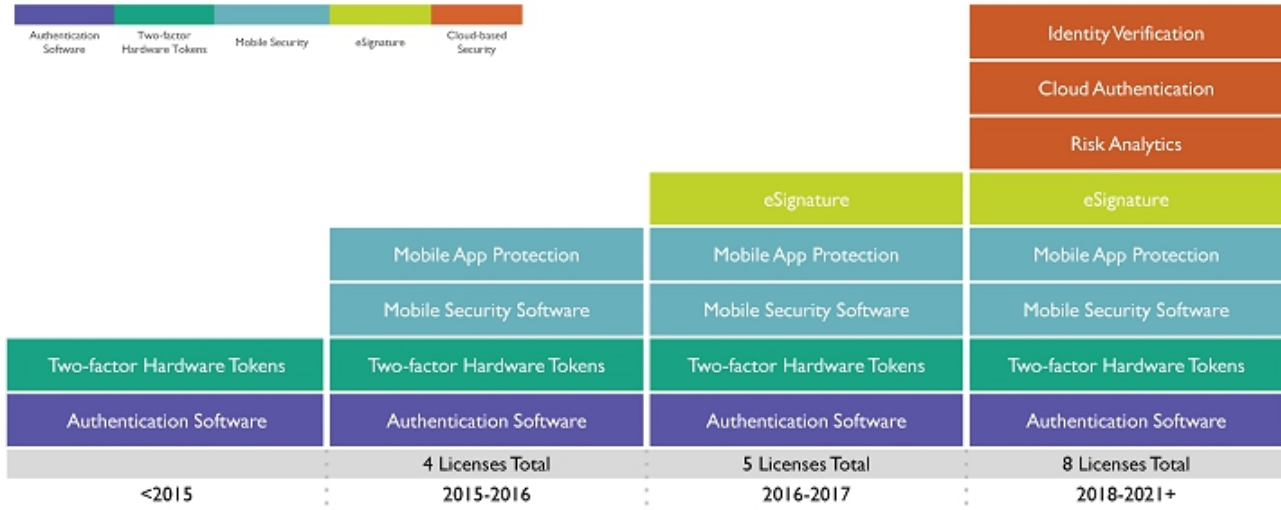 Authentication
Software
Two-factor
Hardware Tokens
Mobile Security
eSignature
Cloud-based
Security
Identity Verification
Cloud Authentication
Risk Analytics
eSignature
eSignature
Mobile App Protection
Mobile App Protection
Mobile App Protection
Mobile Security Software
Mobile Security Software
Mobile Security Software
Two-factor Hardware Tokens
Two-factor Hardware Tokens
Two-factor Hardware Tokens
Two-factor Hardware Tokens
Authentication Software
Authentication Software
Authentication Software
Authentication Software
4 Licenses Total
5 Licenses Total
8 Licenses Total
<2015
2015-2016
2016-2017
2018-2021+